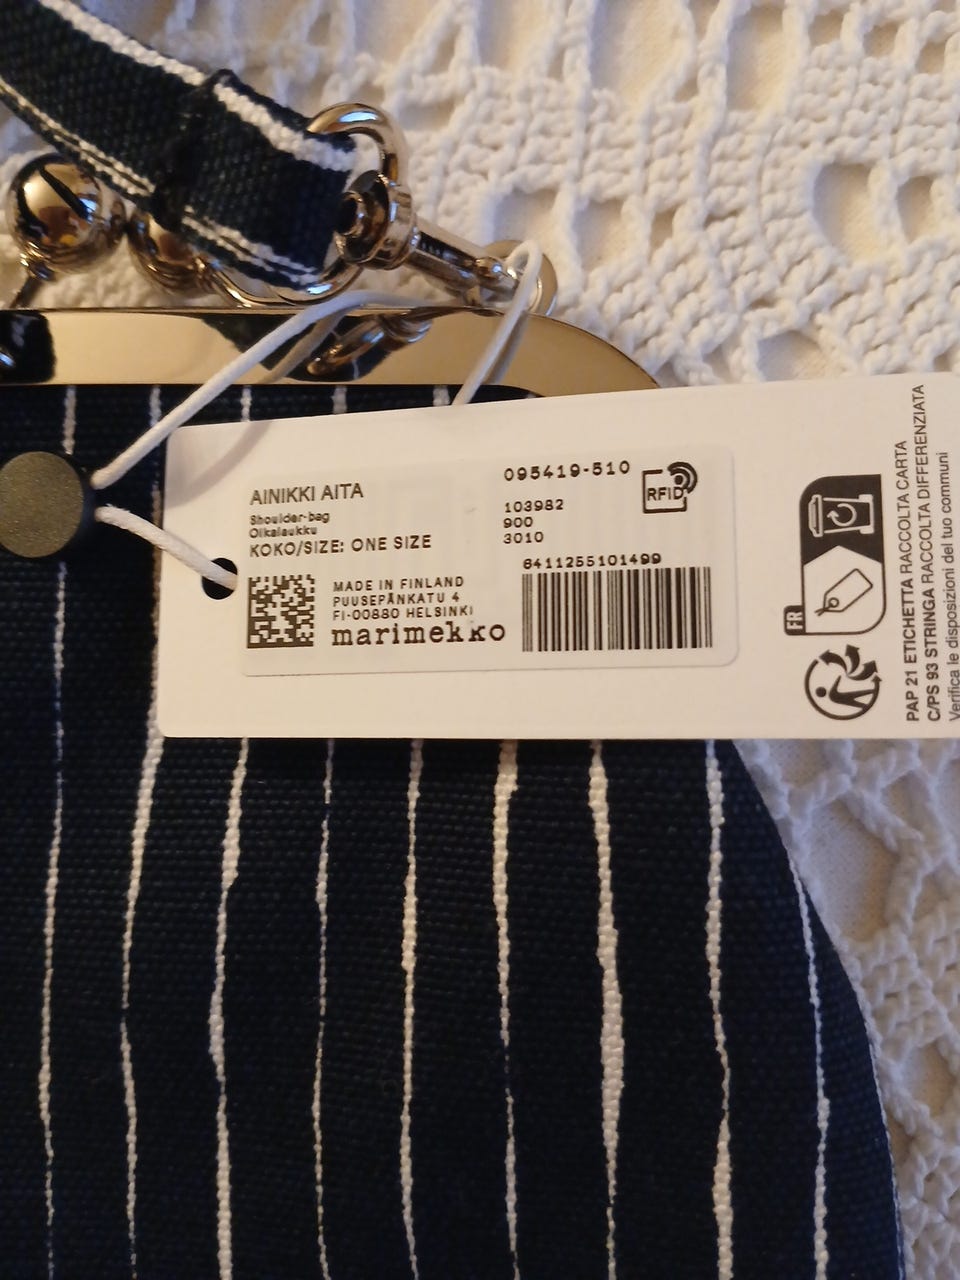 AINIKKI AITA
Shoulder-bag
Olkalaukku
KOKO/SIZE: ONE SIZE
095419-510
103982
900
3010
RFID
6411255101499
MADE IN FINLAND
PUUSEPÄNKATU 4
FI-00880 HELSINKI
marimekko
FR
PAP 21 ETICHETTA RACCOLTA CARTA
C/PS 93 STRINGA RACCOLTA DIFFERENZIATA
Verifica le disposizioni del tuo comuni